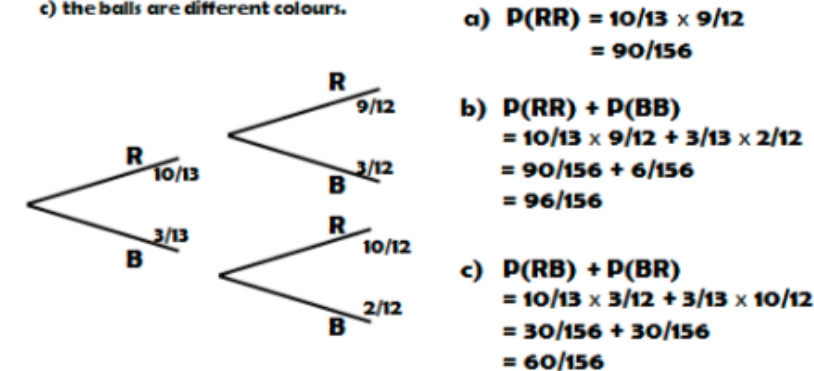 c) the balls are different colours.
R
9/12
R
10/13
3/12
B
3/13
B
R
10/12
2/12
B
a) P(RR) = 10/13 x 9/12
= 90/156
b) P(RR) + P(BB)
= 10/13 x 9/12 + 3/13 x 2/12
= 90/156 + 6/156
= 96/156
c) P(RB) + P(BR)
= 10/13 x 3/12 + 3/13 x 10/12
= 30/156 + 30/156
= 60/156